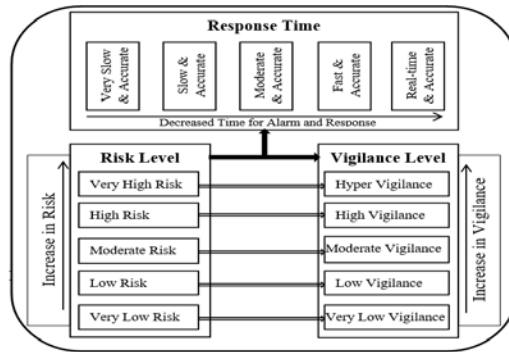 Response Time
Very Slow
& Accurate
Slow &
Accurate
Moderate
& Accurate
Fast &
Accurate
Real-time
& Accurate
Decreased Time for Alarm and Response
Risk Level
Vigilance Level
Increase in Risk
Very High Risk
Hyper Vigilance
High Risk
High Vigilance
Moderate Risk
Moderate Vigilance
Low Risk
Low Vigilance
Very Low Risk
Very Low Vigilance
Increase in Vigilance